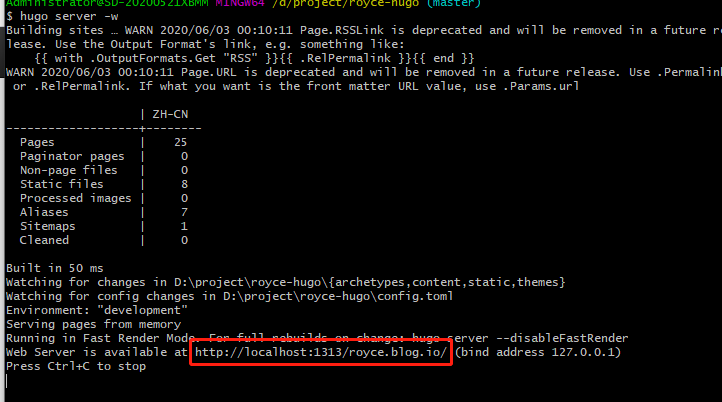 Administrator@SD-20200521XBMM MINGW64 /d/project/royce-hugo (master)
$ hugo server -w
Building sites … WARN 2020/06/03 00:10:11 Page.RSSLink is deprecated and will be removed in a future re
lease. Use the Output Format's link, e.g. something like:
    {{ with .OutputFormats.Get "RSS" }}{{ .RelPermalink }}{{ end }}
WARN 2020/06/03 00:10:11 Page.URL is deprecated and will be removed in a future release. Use .Permalin
 or .RelPermalink. If what you want is the front matter URL value, use .Params.url
                   | ZH-CN
-------------------+--------
  Pages            |    25
  Paginator pages  |     0
  Non-page files   |     0
  Static files     |     8
  Processed images |     0
  Aliases          |     7
  Sitemaps         |     1
  Cleaned          |     0
Built in 50 ms
Watching for changes in D:\project\royce-hugo\{archetypes,content,static,themes}
Watching for config changes in D:\project\royce-hugo\config.toml
Environment: "development"
Serving pages from memory
Running in Fast Render Mode. For full rebuilds on change: hugo server --disableFastRender
Web Server is available at http://localhost:1313/royce.blog.io/ (bind address 127.0.0.1)
Press Ctrl+C to stop